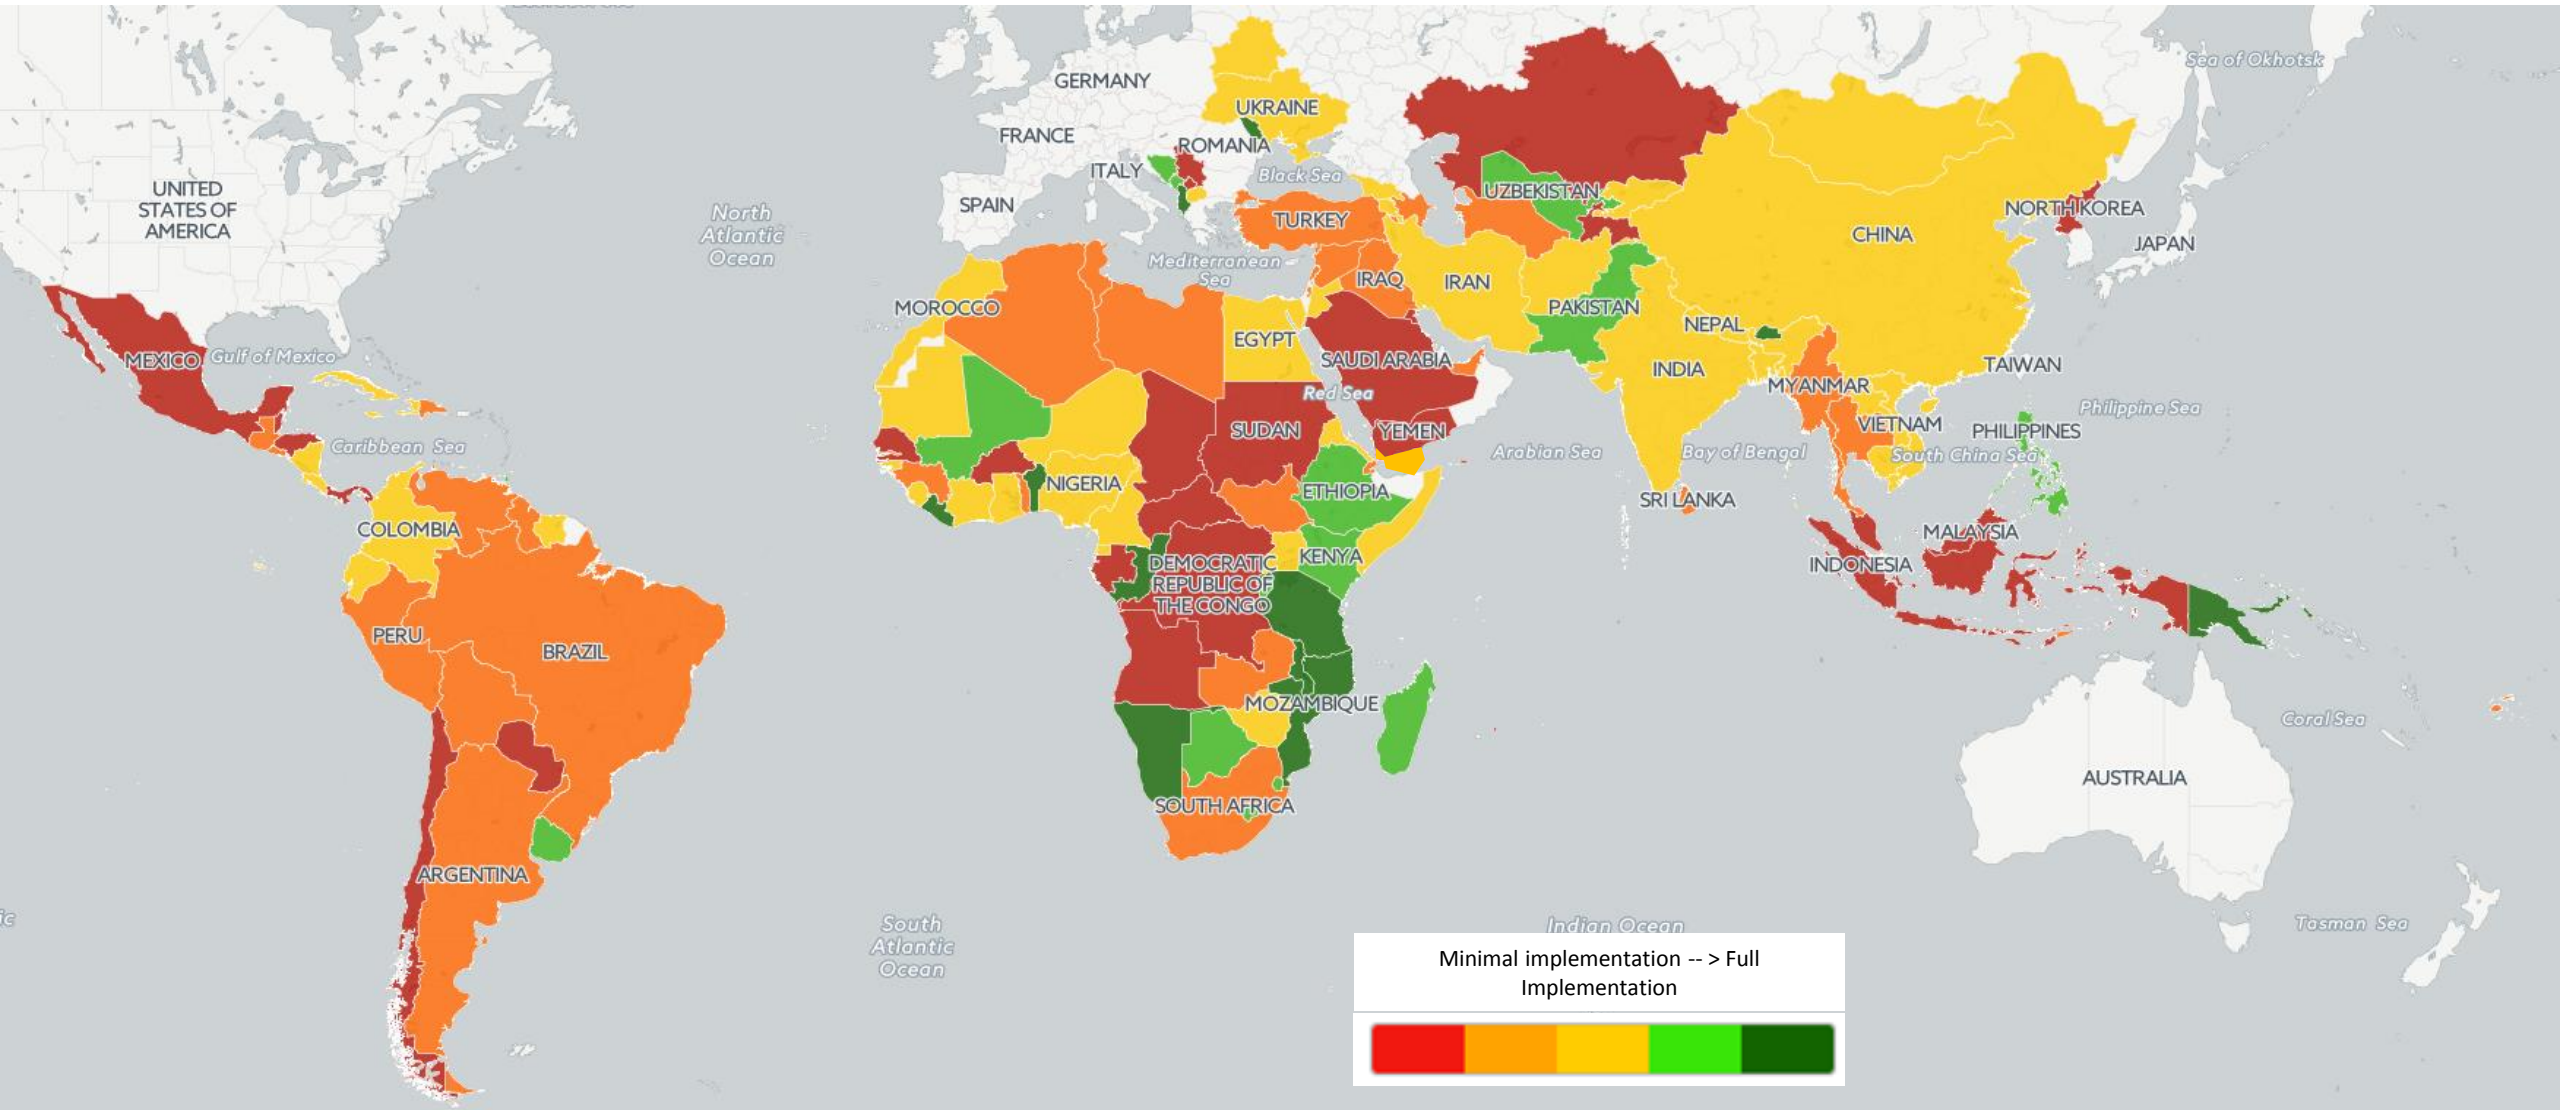 Sea of Okhotsk
GERMANY
UKRAINE
FRANCE
ROMANIA
ITALY
Black Sea
UNITED
STATES OF
AMERICA
UZBEKISTAN
SPAIN
North
Atlantic
Ocean
TURKEY
NORTH KOREA
CHINA
JAPAN
Mediterranean
Sea
IRAQ
IRAN
MOROCCO
PAKISTAN
NEPAL
EGYPT
MEXICO
Gulf of Mexico
SAUDI ARABIA
INDIA
TAIWAN
Red Sea
MYANMAR
Philippine Sea
Caribbean Sea
SUDAN
YEMEN
VIETNAM
PHILIPPINES
Arabian Sea
Bay of Bengal
South China Sea
NIGERIA
ETHIOPIA
SRI LANKA
COLOMBIA
MALAYSIA
KENYA
DEMOCRATIC
REPUBLIC OF
THE CONGO
INDONESIA
PERU
BRAZIL
MOZAMBIQUE
Coral Sea
AUSTRALIA
SOUTH AFRICA
ARGENTINA
ic
South
Atlantic
Ocean
Indian Ocean
Tasman Sea
Minimal implementation -- > Full
Implementation